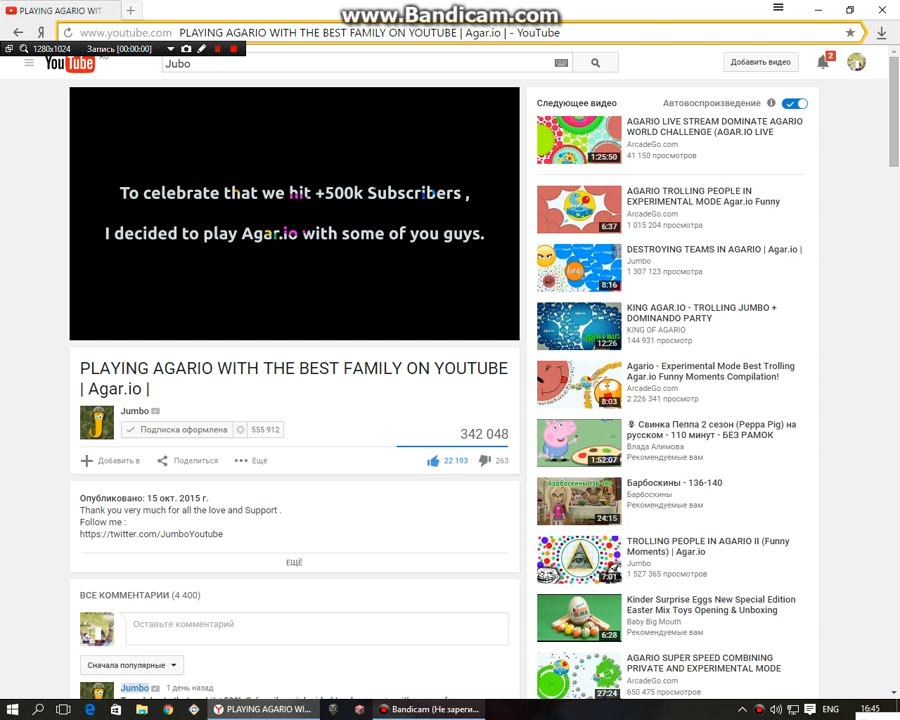 www.Bandicam.com
PLAYING AGARIO WIT
www.youtube.com PLAYING AGARIO WITH THE BEST FAMILY ON YOUTUBE | Agar.io | - YouTube
1280x1024 Запись [00:00:00]
YouTube RU
Jubo
Добавить видео
2
To celebrate that we hit +500k Subscribers ,
I decided to play Agar.io with some of you guys.
PLAYING AGARIO WITH THE BEST FAMILY ON YOUTUBE
| Agar.io |
Jumbo
Подписка оформлена 555 912
342 048
Добавить в Поделиться Ещё 22 193 263
Опубликовано: 15 окт. 2015 г.
Thank you very much for all the love and Support .
Follow me :
https://twitter.com/JumboYoutube
ЕЩЁ
ВСЕ КОММЕНТАРИИ (4 400)
Оставьте комментарий
Сначала популярные
Jumbo 1 день назад
Следующее видео Автовоспроизведение
AGARIO LIVE STREAM DOMINATE AGARIO
WORLD CHALLENGE (AGAR.IO LIVE
ArcadeGo.com
41 150 просмотров
1:25:50
AGARIO TROLLING PEOPLE IN
EXPERIMENTAL MODE Agar.io Funny
ArcadeGo.com
1 015 204 просмотра
6:37
DESTROYING TEAMS IN AGARIO | Agar.io |
Jumbo
1 307 123 просмотра
8:16
KING AGAR.IO - TROLLING JUMBO +
DOMINANDO PARTY
KING OF AGARIO
144 931 просмотр
12:26
Agario - Experimental Mode Best Trolling
Agar.io Funny Moments Compilation!
ArcadeGo.com
2 226 341 просмотр
8:03
Свинка Пеппа 2 сезон (Peppa Pig) на
русском - 110 минут - БЕЗ РАМОК
Влада Алимова
Рекомендуемые вам
1:52:07
Барбоскины - 136-140
Барбоскины
Рекомендуемые вам
Барбоскины 136-140
24:15
TROLLING PEOPLE IN AGARIO II (Funny
Moments) | Agar.io
Jumbo
1 527 365 просмотров
7:01
Kinder Surprise Eggs New Special Edition
Easter Mix Toys Opening & Unboxing
Baby Big Mouth
Рекомендуемые вам
6:28
AGARIO SUPER SPEED COMBINING
PRIVATE AND EXPERIMENTAL MODE
ArcadeGo.com
650 475 просмотров
27:24
PLAYING AGARIO WI...
Bandicam (Не зареги...
16:45